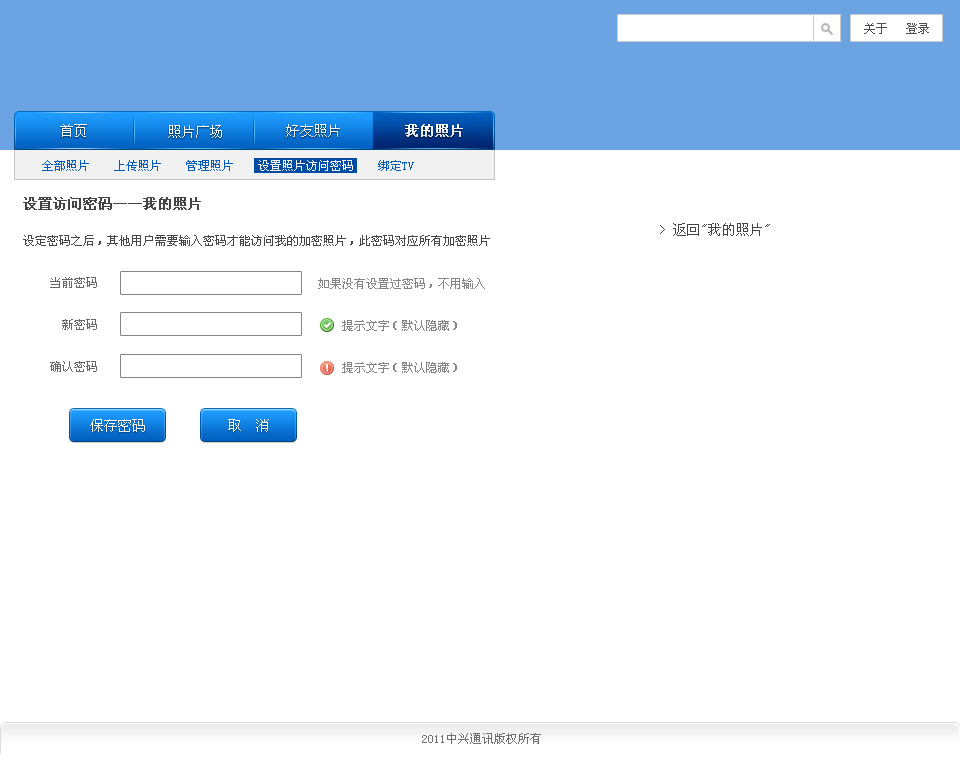 关于 登录
首页 照片广场 好友照片 我的照片
全部照片 上传照片 管理照片 设置照片访问密码 绑定TV
设置访问密码——我的照片
> 返回"我的照片"
设定密码之后，其他用户需要输入密码才能访问我的加密照片，此密码对应所有加密照片
当前密码 如果没有设置过密码，不用输入
新密码 提示文字（默认隐藏）
确认密码 提示文字（默认隐藏）
保存密码 取 消
2011中兴通讯版权所有